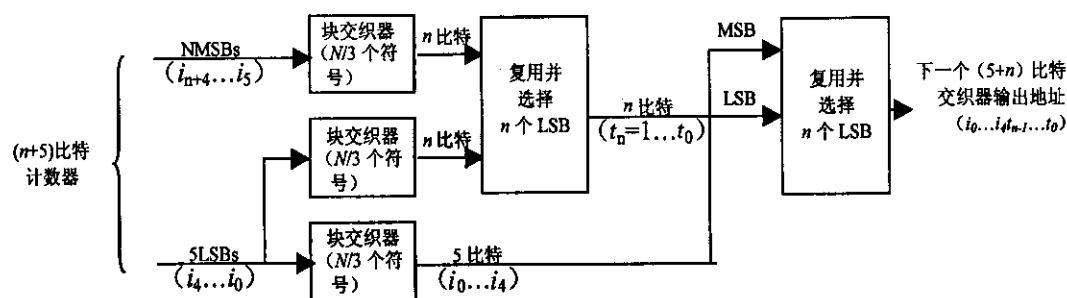 (n+5)比特
计数器
NMSBs
(i_{n+4}…i_5)
5LSBs
(i_4…i_0)
块交织器
(N/3 个符
号)
块交织器
(N/3 个符
号)
块交织器
(N/3 个符
号)
n 比特
n 比特
5 比特
(i_0…i_4)
复用并
选择
n 个 LSB
n 比特
(t_n=1…t_0)
MSB
LSB
复用并
选择
n 个 LSB
下一个（5+n）比特
交织器输出地址
(i_0…i_4t_{n-1}…t_0)